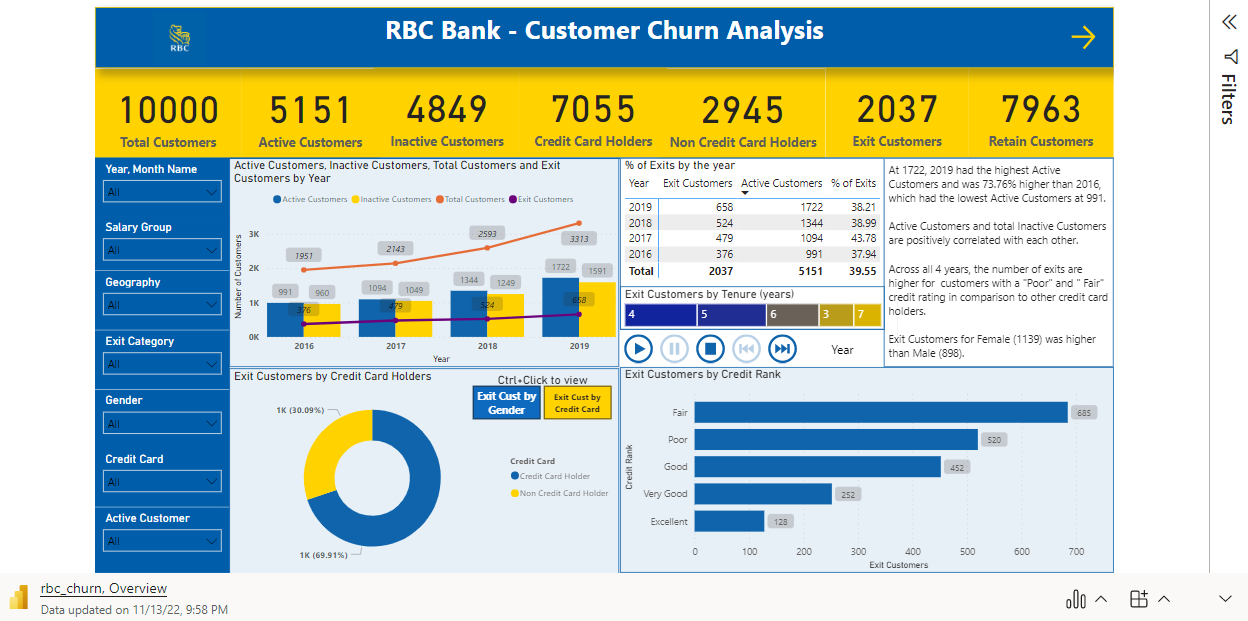 RBC Bank - Customer Churn Analysis
RBC
Filters
10000
Total Customers
5151
Active Customers
4849
Inactive Customers
7055
Credit Card Holders
2945
Non Credit Card Holders
2037
Exit Customers
7963
Retain Customers
Year, Month Name
All
Salary Group
All
Geography
All
Exit Category
All
Gender
All
Credit Card
All
Active Customer
All
Active Customers, Inactive Customers, Total Customers and Exit
Customers by Year
Active Customers Inactive Customers Total Customers Exit Customers
Number of Customers
3K
2K
1K
0K
1951
2143
2593
3313
991
960
1094
1049
1344
1249
1722
1591
376
479
524
658
2016
2017
2018
2019
Year
% of Exits by the year
Year Exit Customers Active Customers % of Exits
2019 658 1722 38.21
2018 524 1344 38.99
2017 479 1094 43.78
2016 376 991 37.94
Total 2037 5151 39.55
Exit Customers by Tenure (years)
4 5 6 3 7
Year
At 1722, 2019 had the highest Active
Customers and was 73.76% higher than 2016,
which had the lowest Active Customers at 991.
Active Customers and total Inactive Customers
are positively correlated with each other.
Across all 4 years, the number of exits are
higher for customers with a "Poor" and " Fair"
credit rating in comparison to other credit card
holders.
Exit Customers for Female (1139) was higher
than Male (898).
Exit Customers by Credit Card Holders
Ctrl+Click to view
Exit Cust by
Gender
Exit Cust by
Credit Card
1K (30.09%)
1K (69.91%)
Credit Card
Credit Card Holder
Non Credit Card Holder
Exit Customers by Credit Rank
Credit Rank
Fair 685
Poor 520
Good 452
Very Good 252
Excellent 128
0 100 200 300 400 500 600 700
Exit Customers
rbc_churn, Overview
Data updated on 11/13/22, 9:58 PM